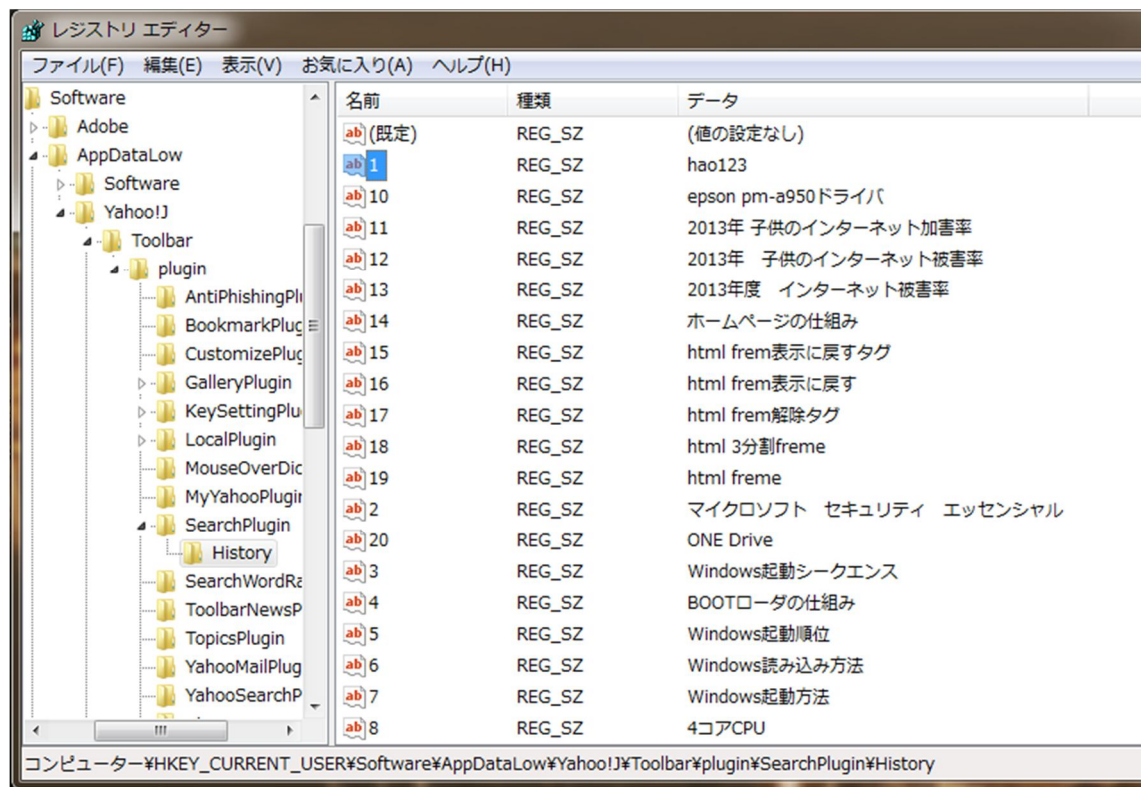 レジストリ エディター
ファイル(F) 編集(E) 表示(V) お気に入り(A) ヘルプ(H)
Software
Adobe
AppDataLow
Software
Yahoo!J
Toolbar
plugin
AntiPhishingPlu
BookmarkPlug
CustomizePlug
GalleryPlugin
KeySettingPlu
LocalPlugin
MouseOverDic
MyYahooPlugin
SearchPlugin
History
SearchWordRa
ToolbarNewsP
TopicsPlugin
YahooMailPlug
YahooSearchP
名前 種類 データ
(既定) REG_SZ (値の設定なし)
1 REG_SZ hao123
10 REG_SZ epson pm-a950ドライバ
11 REG_SZ 2013年 子供のインターネット加害率
12 REG_SZ 2013年　子供のインターネット被害率
13 REG_SZ 2013年度　インターネット被害率
14 REG_SZ ホームページの仕組み
15 REG_SZ html frem表示に戻すタグ
16 REG_SZ html frem表示に戻す
17 REG_SZ html frem解除タグ
18 REG_SZ html 3分割freme
19 REG_SZ html freme
2 REG_SZ マイクロソフト　セキュリティ　エッセンシャル
20 REG_SZ ONE Drive
3 REG_SZ Windows起動シークエンス
4 REG_SZ BOOTローダの仕組み
5 REG_SZ Windows起動順位
6 REG_SZ Windows読み込み方法
7 REG_SZ Windows起動方法
8 REG_SZ 4コアCPU
コンピューター¥HKEY_CURRENT_USER¥Software¥AppDataLow¥Yahoo!J¥Toolbar¥plugin¥SearchPlugin¥History